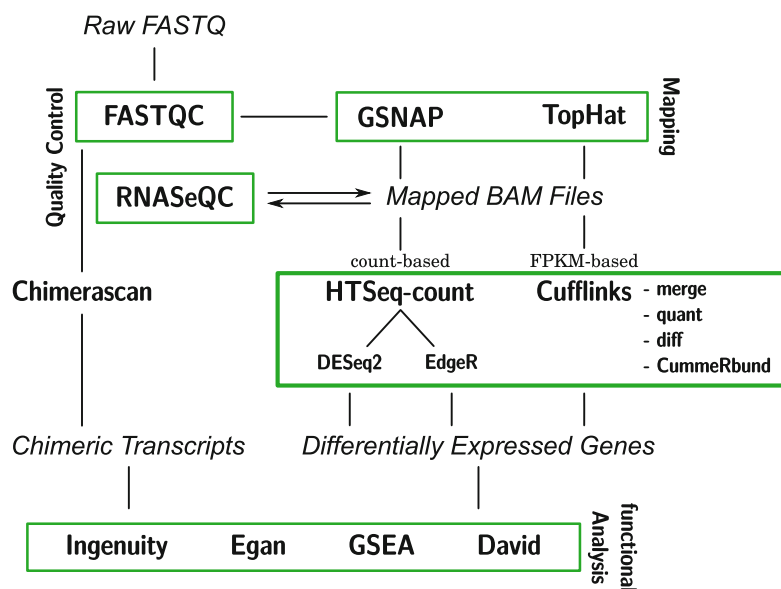 Raw FASTQ
Quality Control
FASTQC
GSNAP
TopHat
Mapping
RNASeQC
Mapped BAM Files
count-based
FPKM-based
Chimerascan
HTSeq-count
Cufflinks
- merge
- quant
- diff
- CummeRbund
DESeq2
EdgeR
Chimeric Transcripts
Differentially Expressed Genes
Ingenuity
Egan
GSEA
David
functional
Analysis